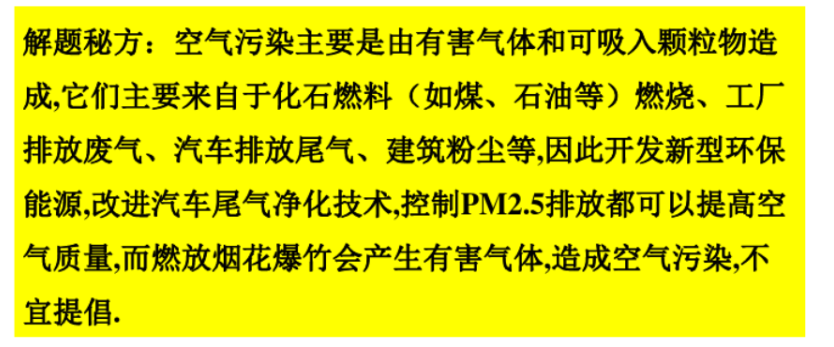 解题秘方：空气污染主要是由有害气体和可吸入颗粒物造
成,它们主要来自于化石燃料（如煤、石油等）燃烧、工厂
排放废气、汽车排放尾气、建筑粉尘等,因此开发新型环保
能源,改进汽车尾气净化技术,控制PM2.5排放都可以提高空
气质量,而燃放烟花爆竹会产生有害气体,造成空气污染,不
宜提倡.